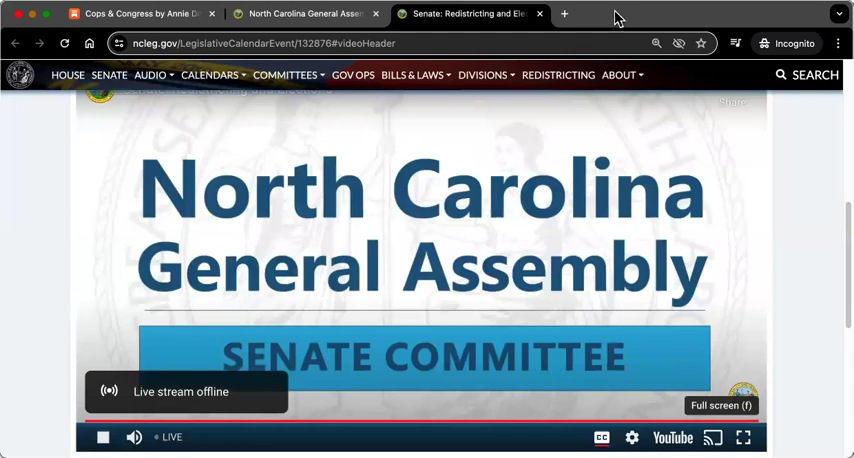 Cops & Congress by Annie D
North Carolina General Assem
Senate: Redistricting and Elec
ncleg.gov/LegislativeCalendarEvent/132876#videoHeader
Incognito
HOUSE SENATE AUDIO CALENDARS COMMITTEES GOV OPS BILLS & LAWS DIVISIONS REDISTRICTING ABOUT SEARCH
Share
North Carolina
General Assembly
SENATE COMMITTEE
Live stream offline
Full screen (f)
LIVE
CC
YouTube